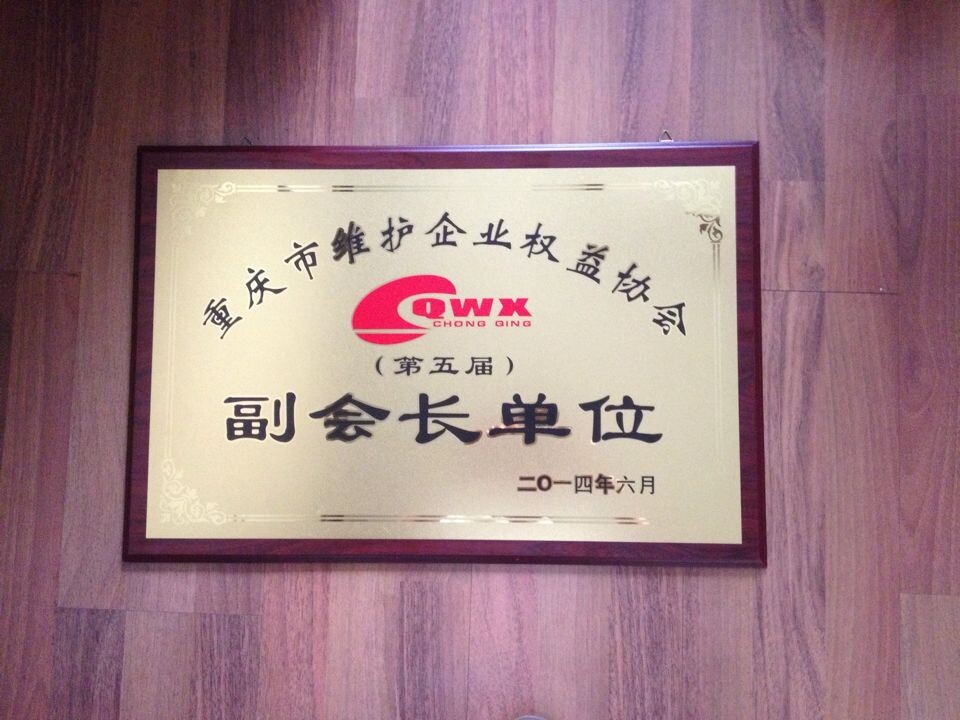 重庆市维护企业权益协会
CQWX
CHONG QING
（第五届）
副会长单位
二〇一四年六月